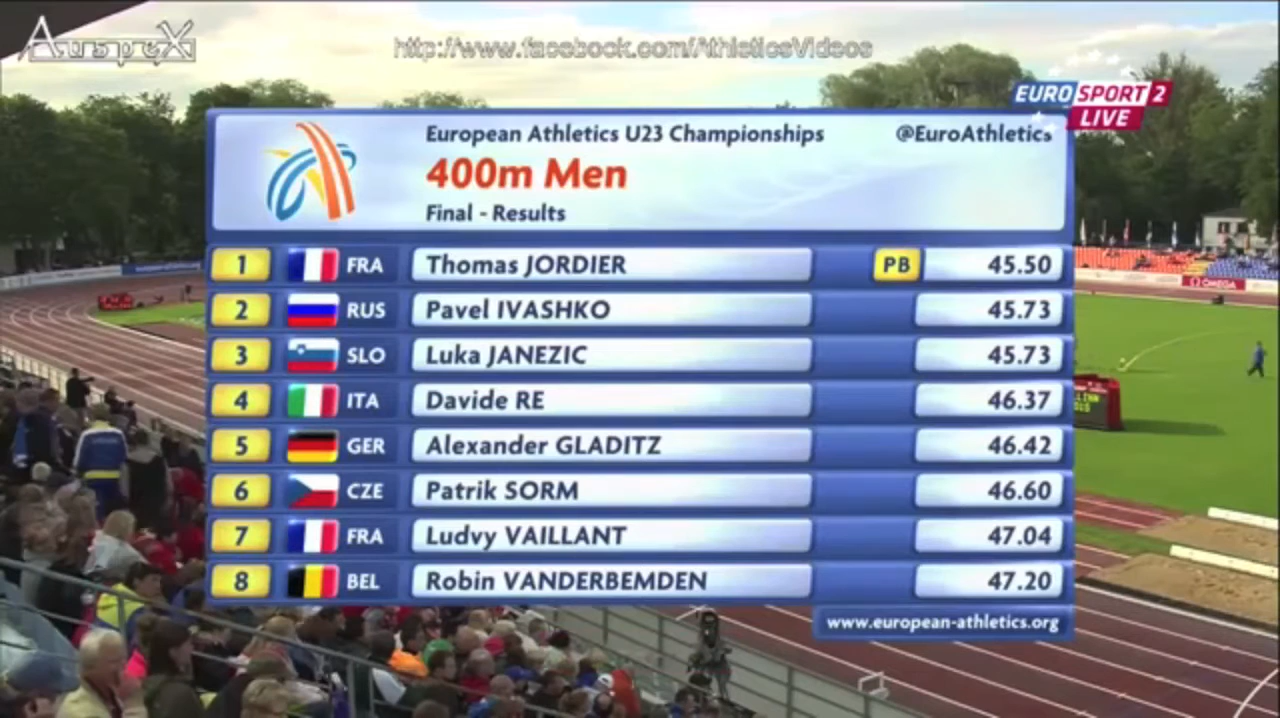 AuspeX
http://www.facebook.com/AthleticsVideos
EUROSPORT 2
LIVE
European Athletics U23 Championships @EuroAthletics
400m Men
Final - Results
1 FRA Thomas JORDIER PB 45.50
2 RUS Pavel IVASHKO 45.73
3 SLO Luka JANEZIC 45.73
4 ITA Davide RE 46.37
5 GER Alexander GLADITZ 46.42
6 CZE Patrik SORM 46.60
7 FRA Ludvy VAILLANT 47.04
8 BEL Robin VANDERBEMDEN 47.20
www.european-athletics.org
OMEGA